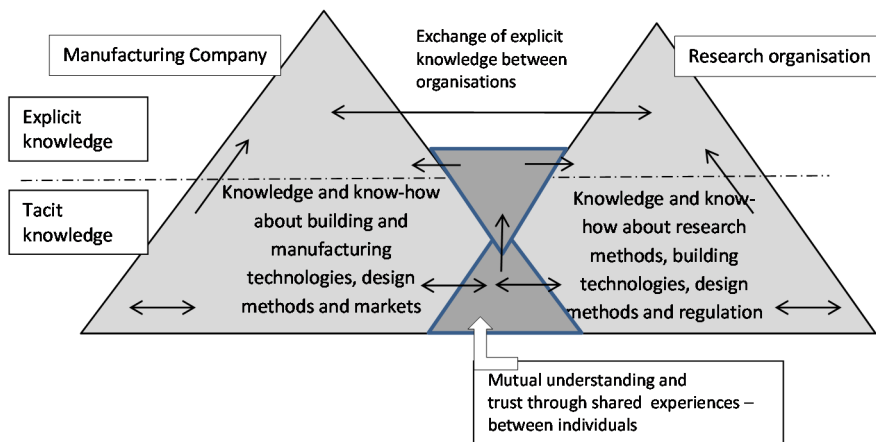 Manufacturing Company
Exchange of explicit
knowledge between
organisations
Research organisation
Explicit
knowledge
Tacit
knowledge
Knowledge and know-how
about building and
manufacturing
technologies, design
methods and markets
Knowledge and know-
how about research
methods, building
technologies, design
methods and regulation
Mutual understanding and
trust through shared experiences –
between individuals